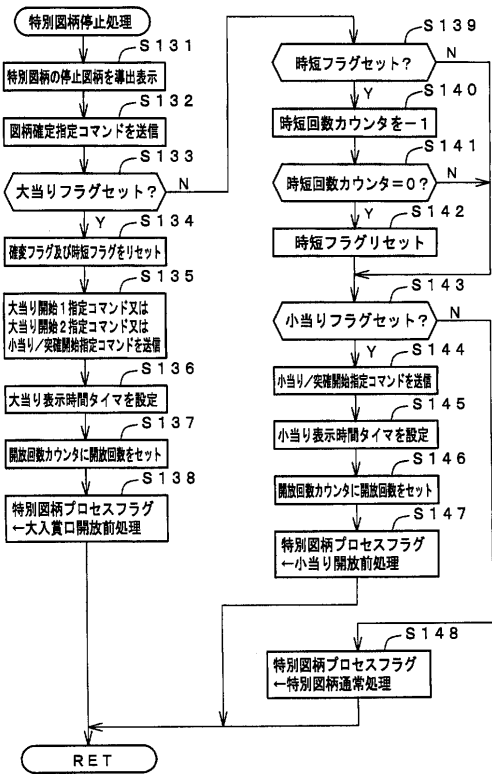 特別図柄停止処理
S131
特別図柄の停止図柄を導出表示
S132
図柄確定指定コマンドを送信
S133
大当りフラグセット？
N
Y
S134
確変フラグ及び時短フラグをリセット
S135
大当り開始1指定コマンド又は
大当り開始2指定コマンド又は
小当り／突確開始指定コマンドを送信
S136
大当り表示時間タイマを設定
S137
開放回数カウンタに開放回数をセット
S138
特別図柄プロセスフラグ
←大入賞口開放前処理
S139
時短フラグセット？
N
Y
S140
時短回数カウンタを－1
S141
時短回数カウンタ＝0？
N
Y
S142
時短フラグリセット
S143
小当りフラグセット？
N
Y
S144
小当り／突確開始指定コマンドを送信
S145
小当り表示時間タイマを設定
S146
開放回数カウンタに開放回数をセット
S147
特別図柄プロセスフラグ
←小当り開放前処理
S148
特別図柄プロセスフラグ
←特別図柄通常処理
RET